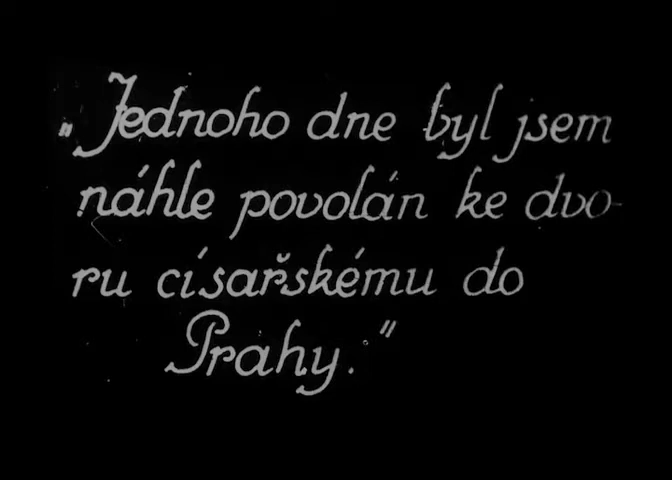 „Jednoho dne byl jsem
náhle povolán ke dvo-
ru císařskému do
Prahy."